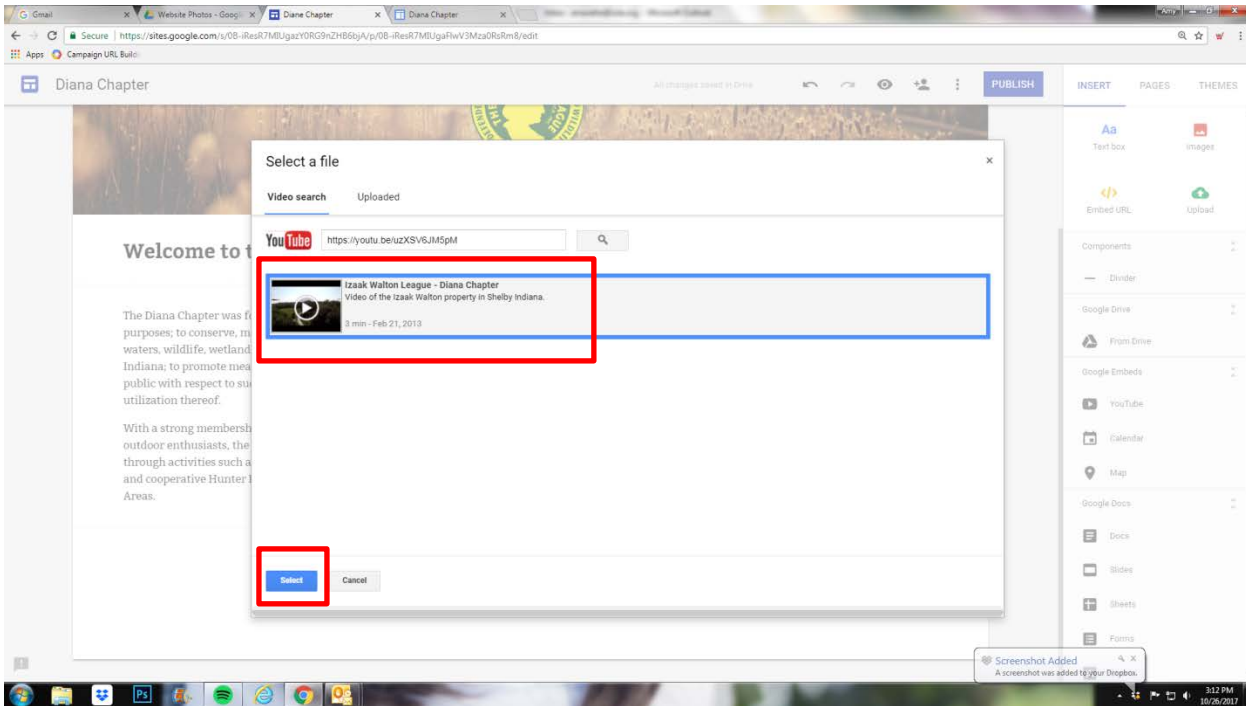 Gmail
Website Photos - Googl
Diane Chapter
Diana Chapter
Amy
Secure
https://sites.google.com/s/0B-iResR7MlUgazY0RG9nZHB6bjA/p/0B-iResR7MlUgaFlwV3Mza0RsRm8/edit
Apps
Campaign URL Build
Diana Chapter
All changes saved in Drive
PUBLISH
INSERT
PAGES
THEMES
Select a file
Video search
Uploaded
You Tube
https://youtu.be/uzXSV6JM5pM
Izaak Walton League - Diana Chapter
Video of the Izaak Walton property in Shelby Indiana.
3 min - Feb 21, 2013
Select
Cancel
Welcome to t
The Diana Chapter was f
purposes; to conserve, m
waters, wildlife, wetland
Indiana; to promote mea
public with respect to su
utilization thereof.
With a strong membersh
outdoor enthusiasts, the
through activities such a
and cooperative Hunter
Areas.
Aa
Text box
Images
Embed URL
Upload
Components
Divider
Google Drive
From Drive
Google Embeds
YouTube
Calendar
Map
Google Docs
Docs
Slides
Sheets
Forms
Screenshot Added
A screenshot was added to your Dropbox.
Ps
3:12 PM
10/26/2017